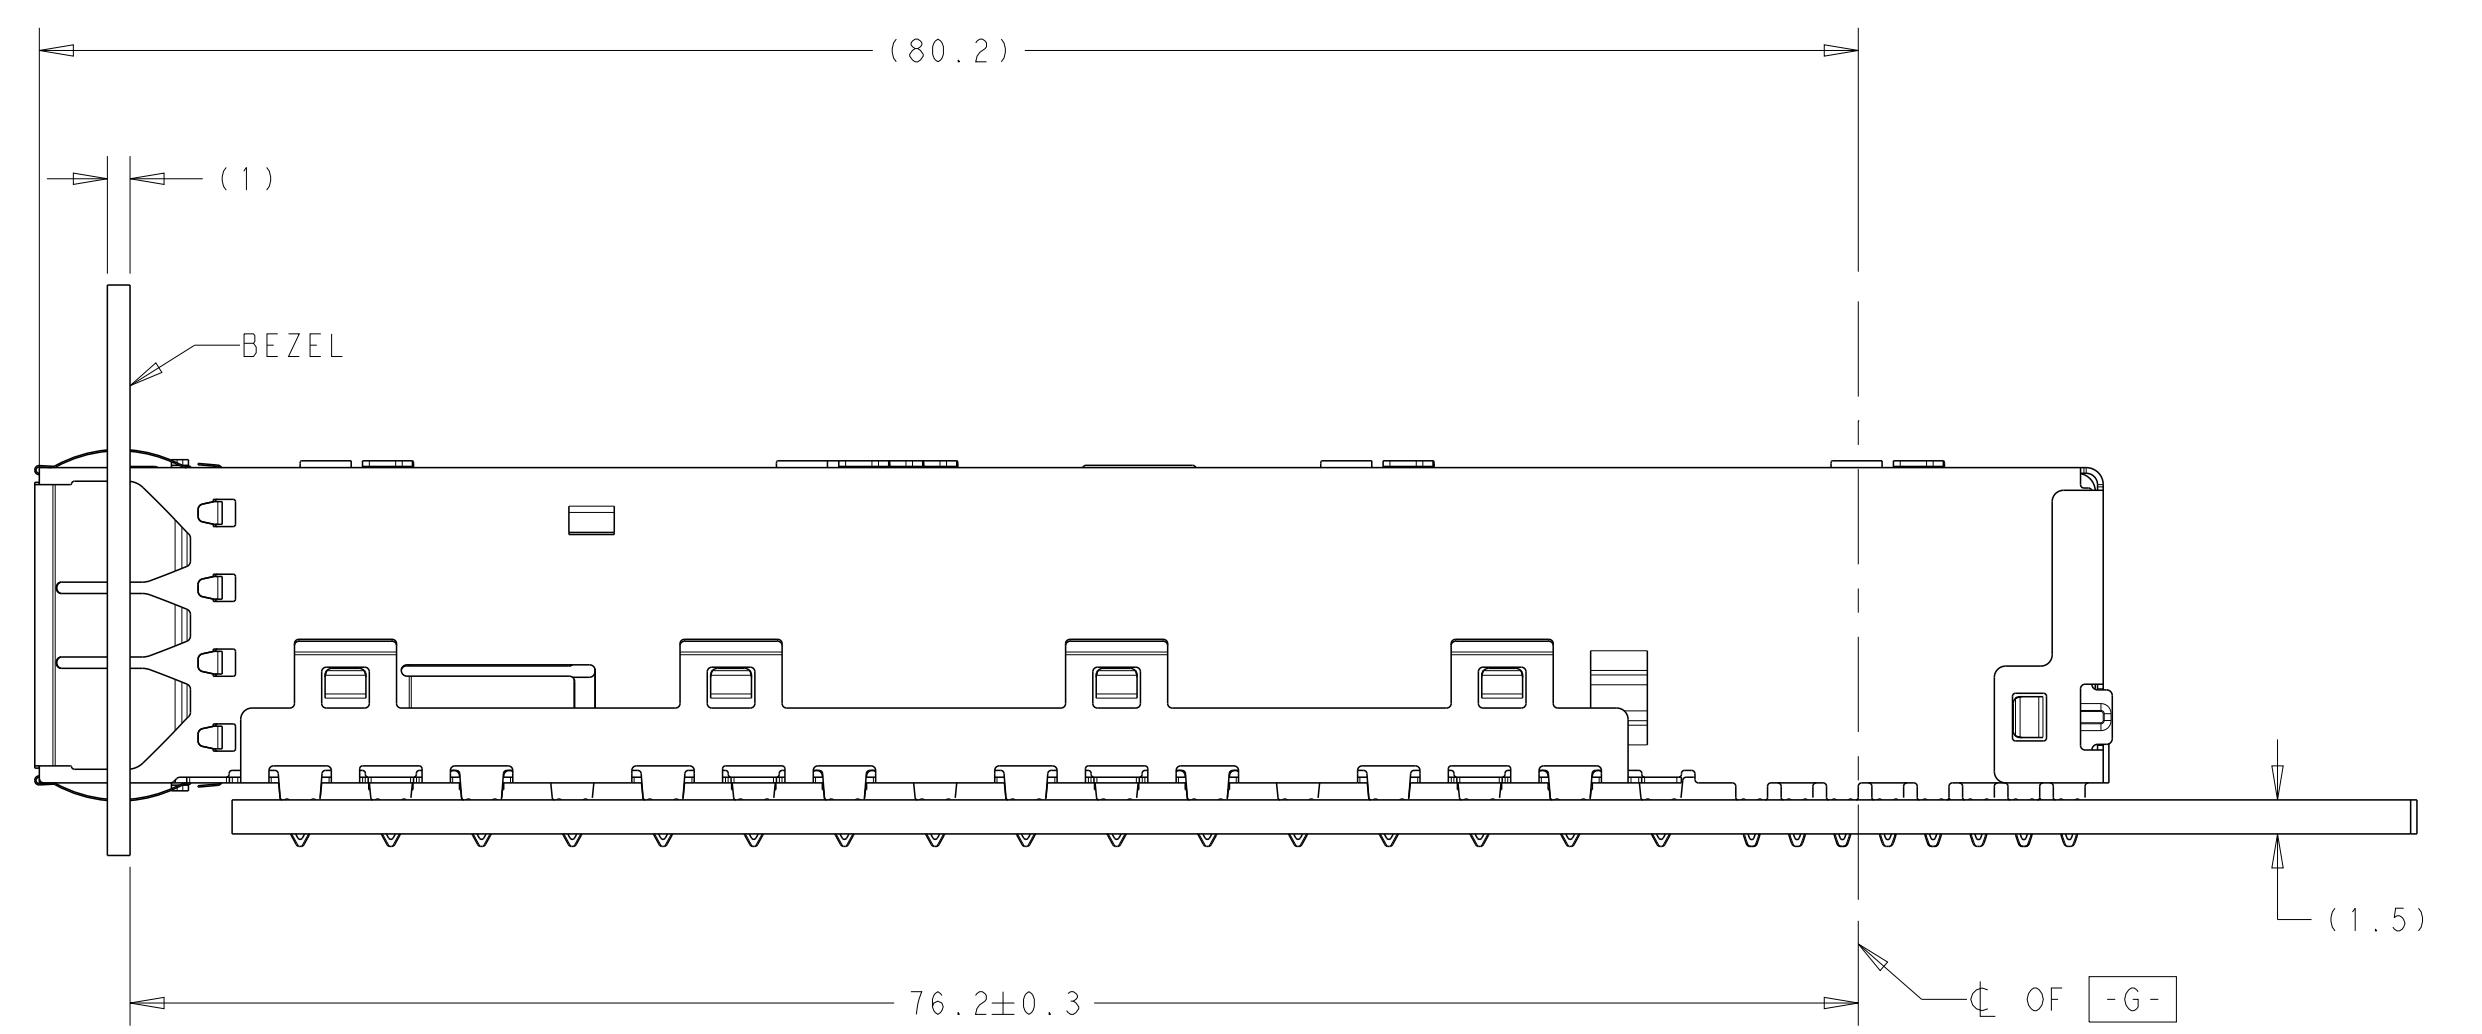 (80.2)
(1)
BEZEL
(1.5)
76.2±0.3
℄ OF -G-